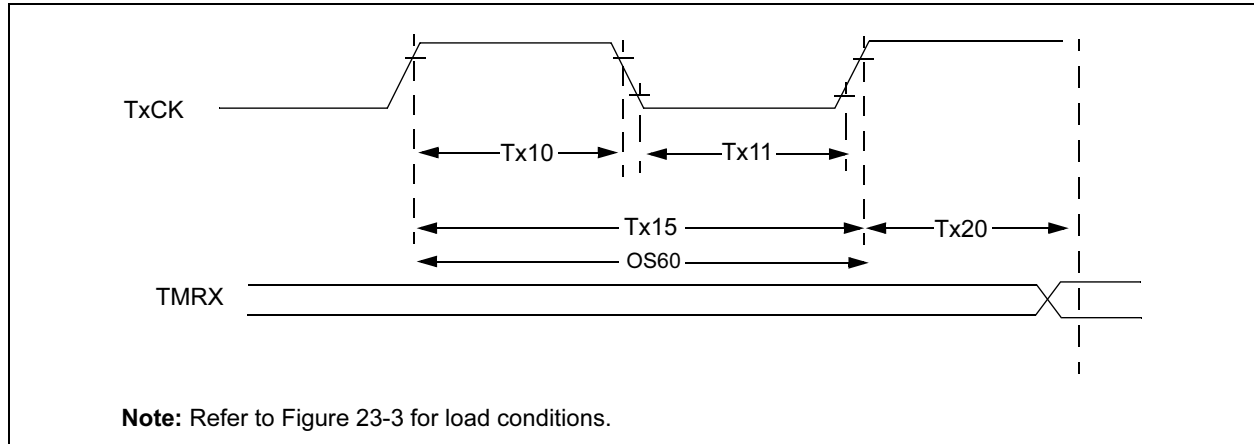 TxCK
Tx10
Tx11
Tx15
Tx20
OS60
TMRX
Note: Refer to Figure 23-3 for load conditions.